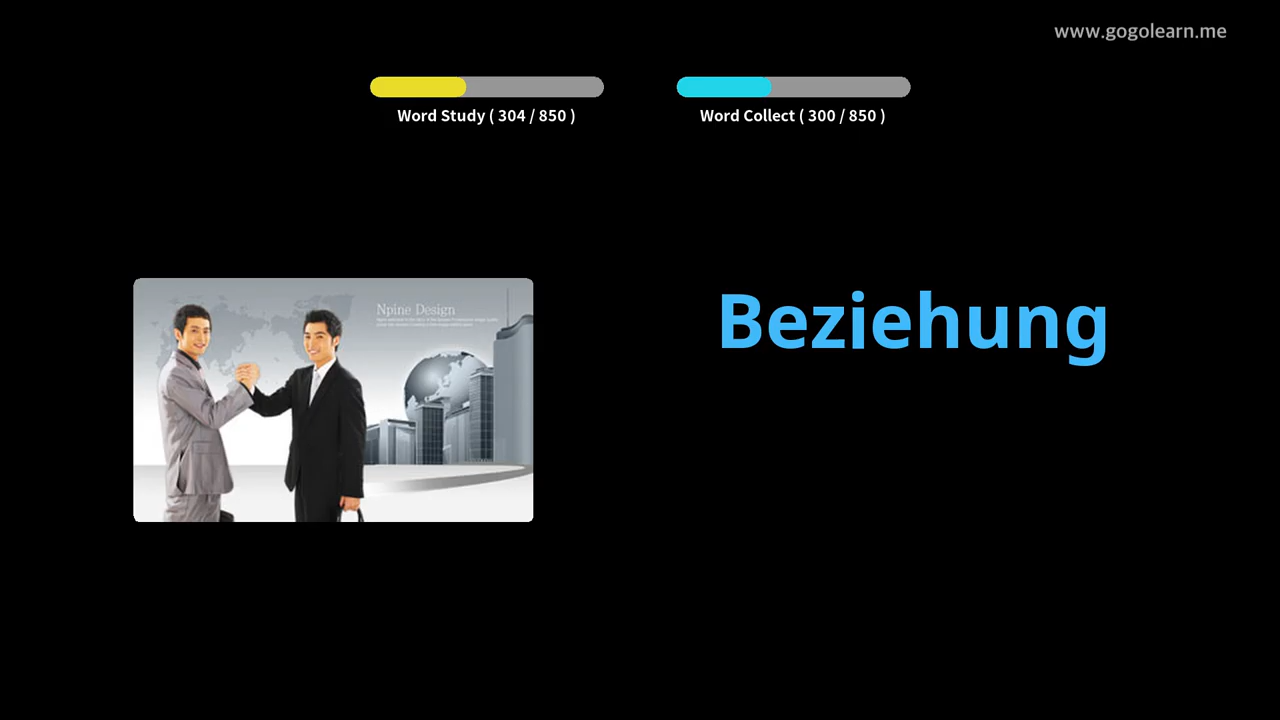 www.gogolearn.me
Word Study ( 304 / 850 )
Word Collect ( 300 / 850 )
Npine Design
Beziehung